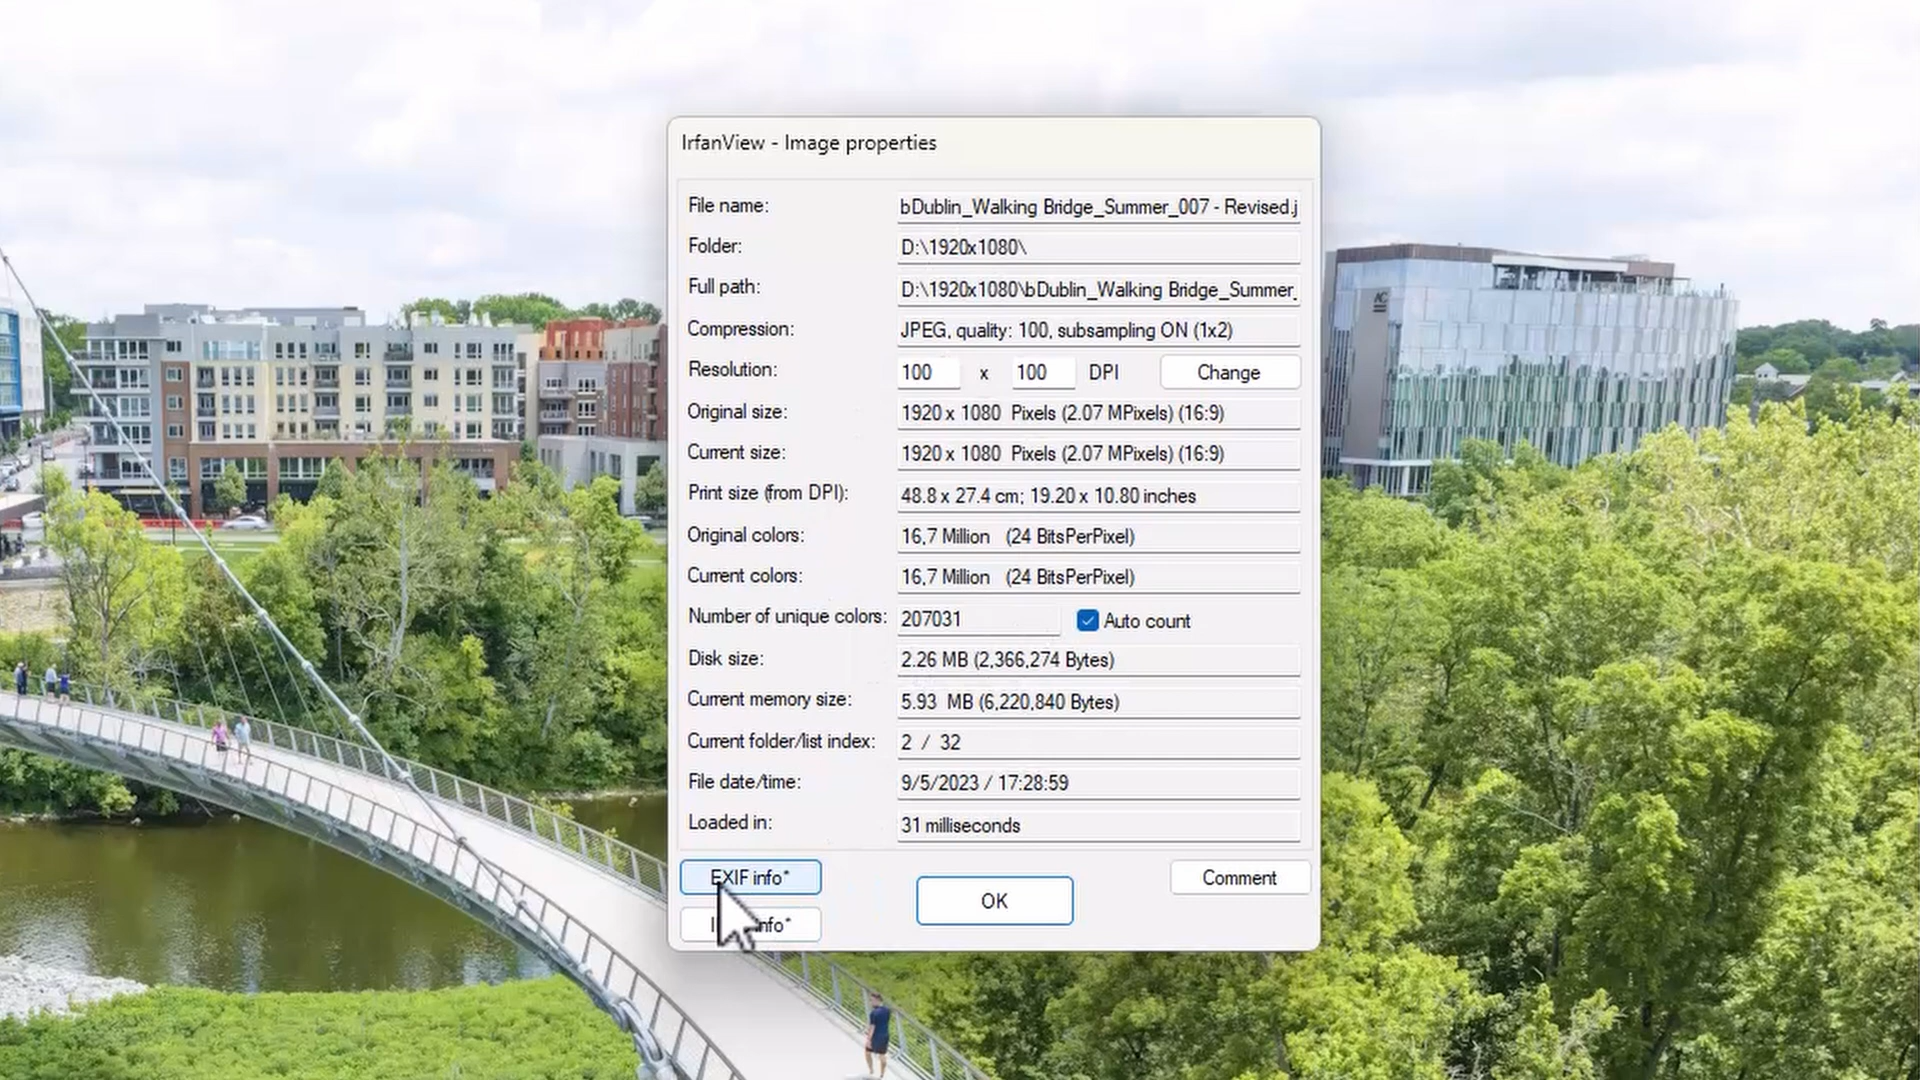 IrfanView - Image properties
File name: bDublin_Walking Bridge_Summer_007 - Revised.j
Folder: D:\1920x1080\
Full path: D:\1920x1080\bDublin_Walking Bridge_Summer_
Compression: JPEG, quality: 100, subsampling ON (1x2)
Resolution: 100 x 100 DPI Change
Original size: 1920 x 1080 Pixels (2.07 MPixels) (16:9)
Current size: 1920 x 1080 Pixels (2.07 MPixels) (16:9)
Print size (from DPI): 48.8 x 27.4 cm; 19.20 x 10.80 inches
Original colors: 16,7 Million (24 BitsPerPixel)
Current colors: 16,7 Million (24 BitsPerPixel)
Number of unique colors: 207031 Auto count
Disk size: 2.26 MB (2,366,274 Bytes)
Current memory size: 5.93 MB (6,220,840 Bytes)
Current folder/list index: 2 / 32
File date/time: 9/5/2023 / 17:28:59
Loaded in: 31 milliseconds
EXIF info* OK Comment
AC